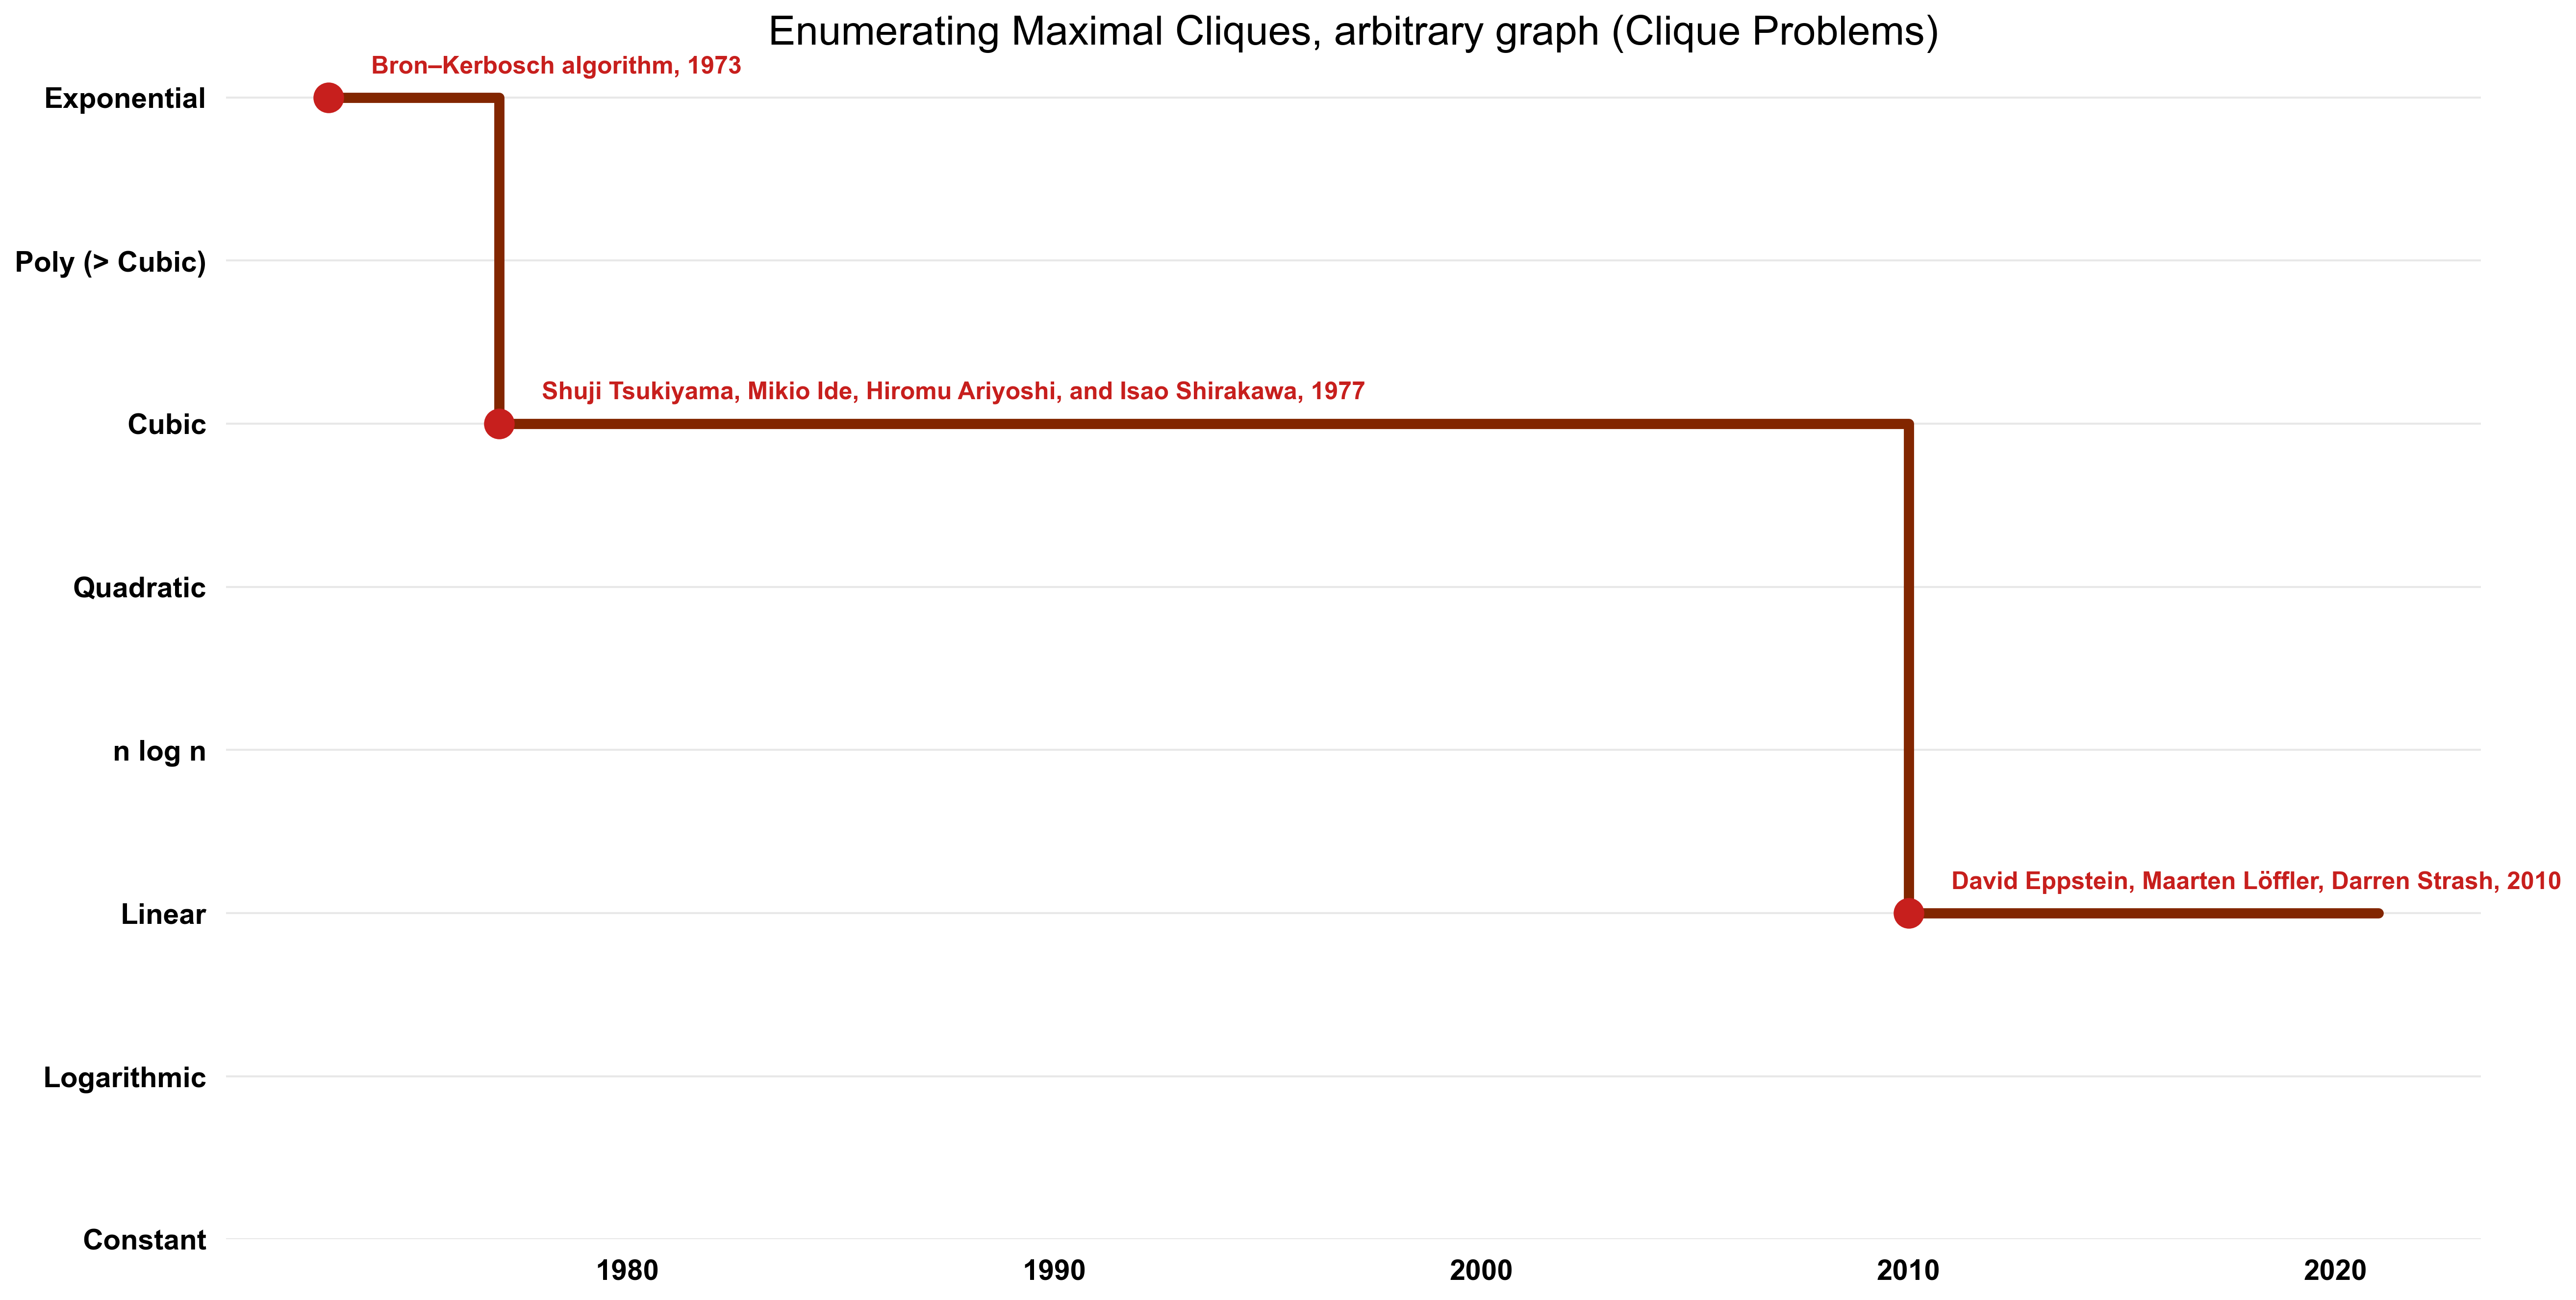 Enumerating Maximal Cliques, arbitrary graph (Clique Problems)
Bron–Kerbosch algorithm, 1973
Exponential
Poly (> Cubic)
Shuji Tsukiyama, Mikio Ide, Hiromu Ariyoshi, and Isao Shirakawa, 1977
Cubic
Quadratic
n log n
David Eppstein, Maarten Löffler, Darren Strash, 2010
Linear
Logarithmic
Constant
1980 1990 2000 2010 2020